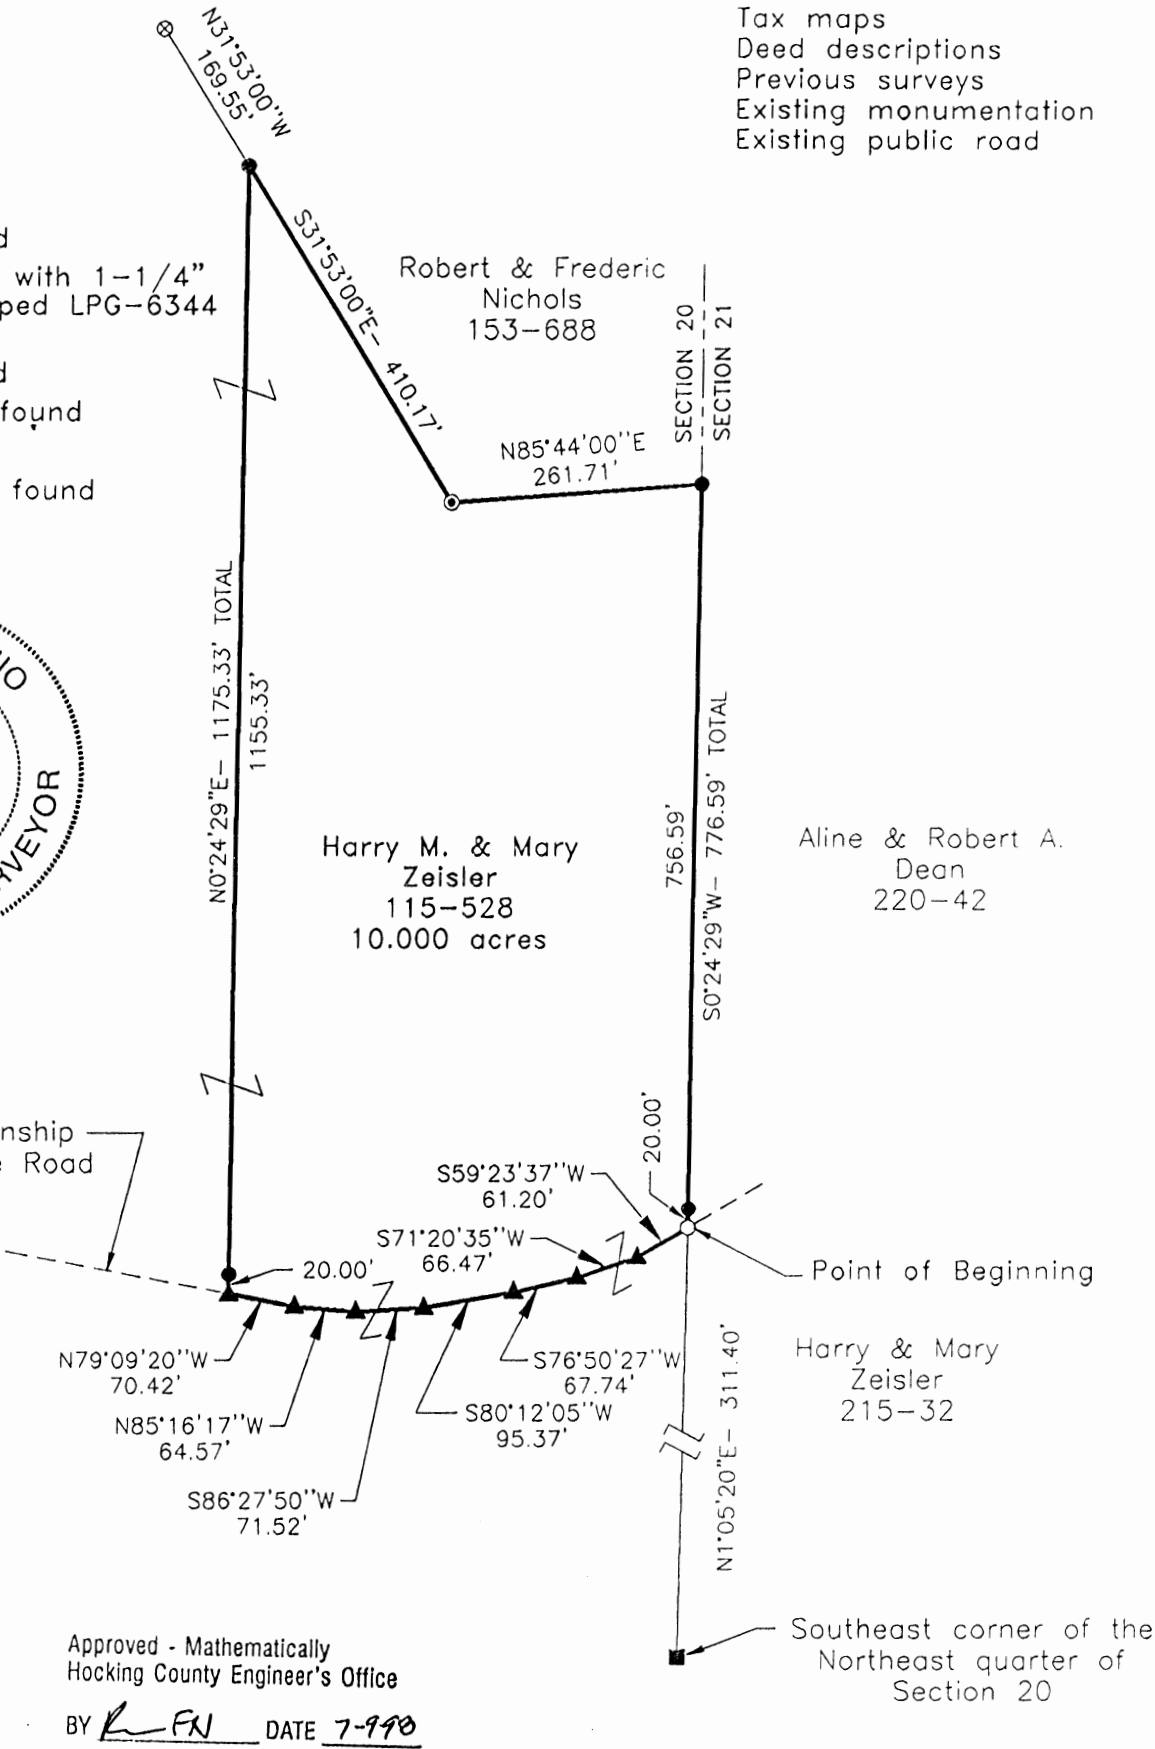 Tax maps
Deed descriptions
Previous surveys
Existing monumentation
Existing public road
N31°53'00"W
169.55'
with 1-1/4"
LPG-6344
found
found
S31°53'00"E- 410.17'
Robert & Frederic
Nichols
153-688
SECTION 20
SECTION 21
N85°44'00"E
261.71'
N0°24'29"E- 1175.33' TOTAL
1155.33'
Harry M. & Mary
Zeisler
115-528
10.000 acres
756.59'
S0°24'29"W- 776.59' TOTAL
Aline & Robert A.
Dean
220-42
Road
20.00'
S59°23'37"W
61.20'
S71°20'35"W
66.47'
20.00'
Point of Beginning
N79°09'20"W
70.42'
N85°16'17"W
64.57'
S86°27'50"W
71.52'
S76°50'27"W
67.74'
S80°12'05"W
95.37'
N1°05'20"E- 311.40'
Harry & Mary
Zeisler
215-32
Southeast corner of the
Northeast quarter of
Section 20
Approved - Mathematically
Hocking County Engineer's Office
BY FN DATE 7-998